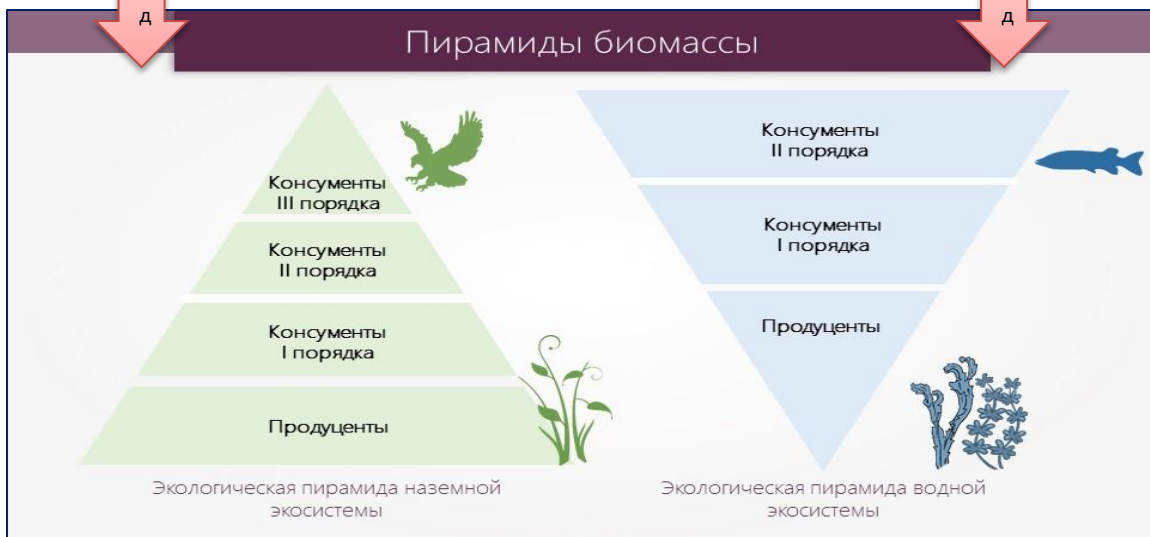 д
д
Пирамиды биомассы
Консументы
III порядка
Консументы
II порядка
Консументы
I порядка
Продуценты
Экологическая пирамида наземной
экосистемы
Консументы
II порядка
Консументы
I порядка
Продуценты
Экологическая пирамида водной
экосистемы